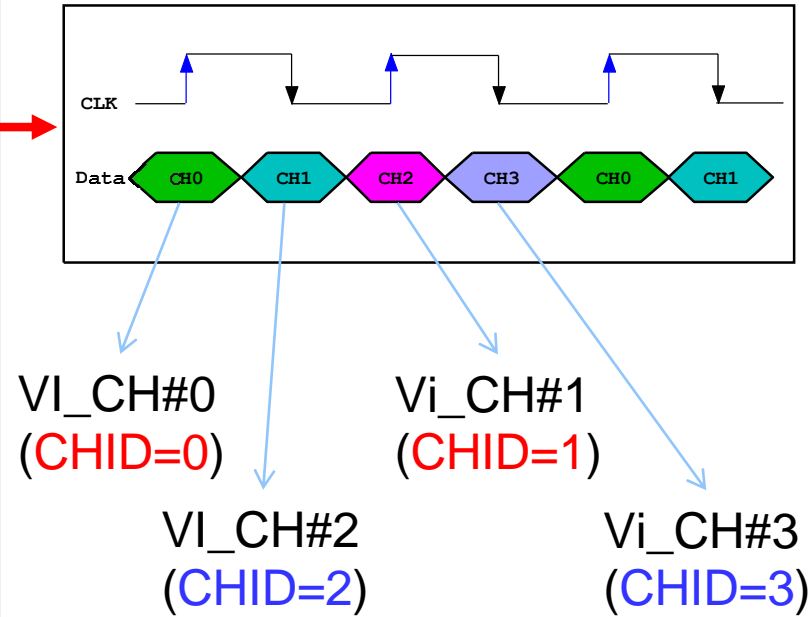 CLK
Data CH0 CH1 CH2 CH3 CH0 CH1
VI_CH#0
(CHID=0)
Vi_CH#1
(CHID=1)
VI_CH#2
(CHID=2)
Vi_CH#3
(CHID=3)